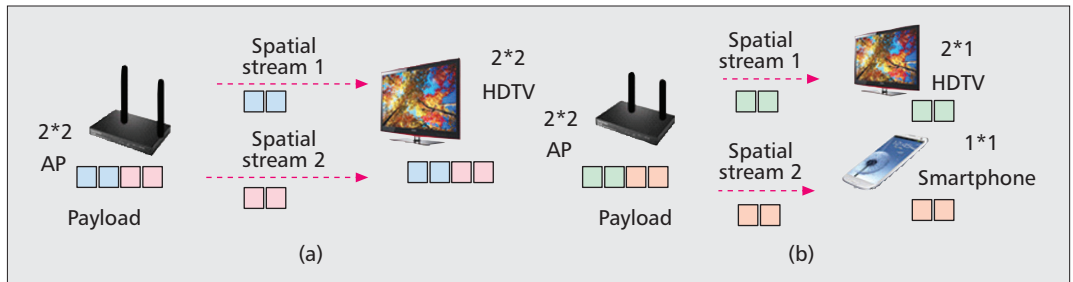 Spatial
stream 1
2*2
HDTV
2*2
AP
Spatial
stream 2
Payload
(a)
Spatial
stream 1
2*1
HDTV
2*2
AP
Spatial
stream 2
1*1
Smartphone
Payload
(b)